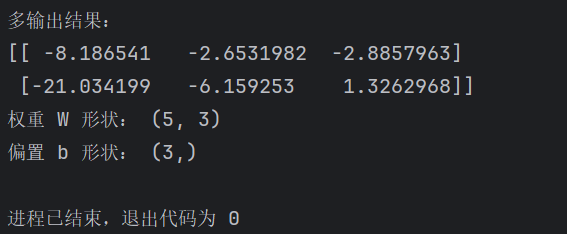 多输出结果：
[[ -8.186541   -2.6531982  -2.8857963]
 [-21.034199   -6.159253    1.3262968]]
权重 W 形状： (5, 3)
偏置 b 形状： (3,)
进程已结束，退出代码为 0